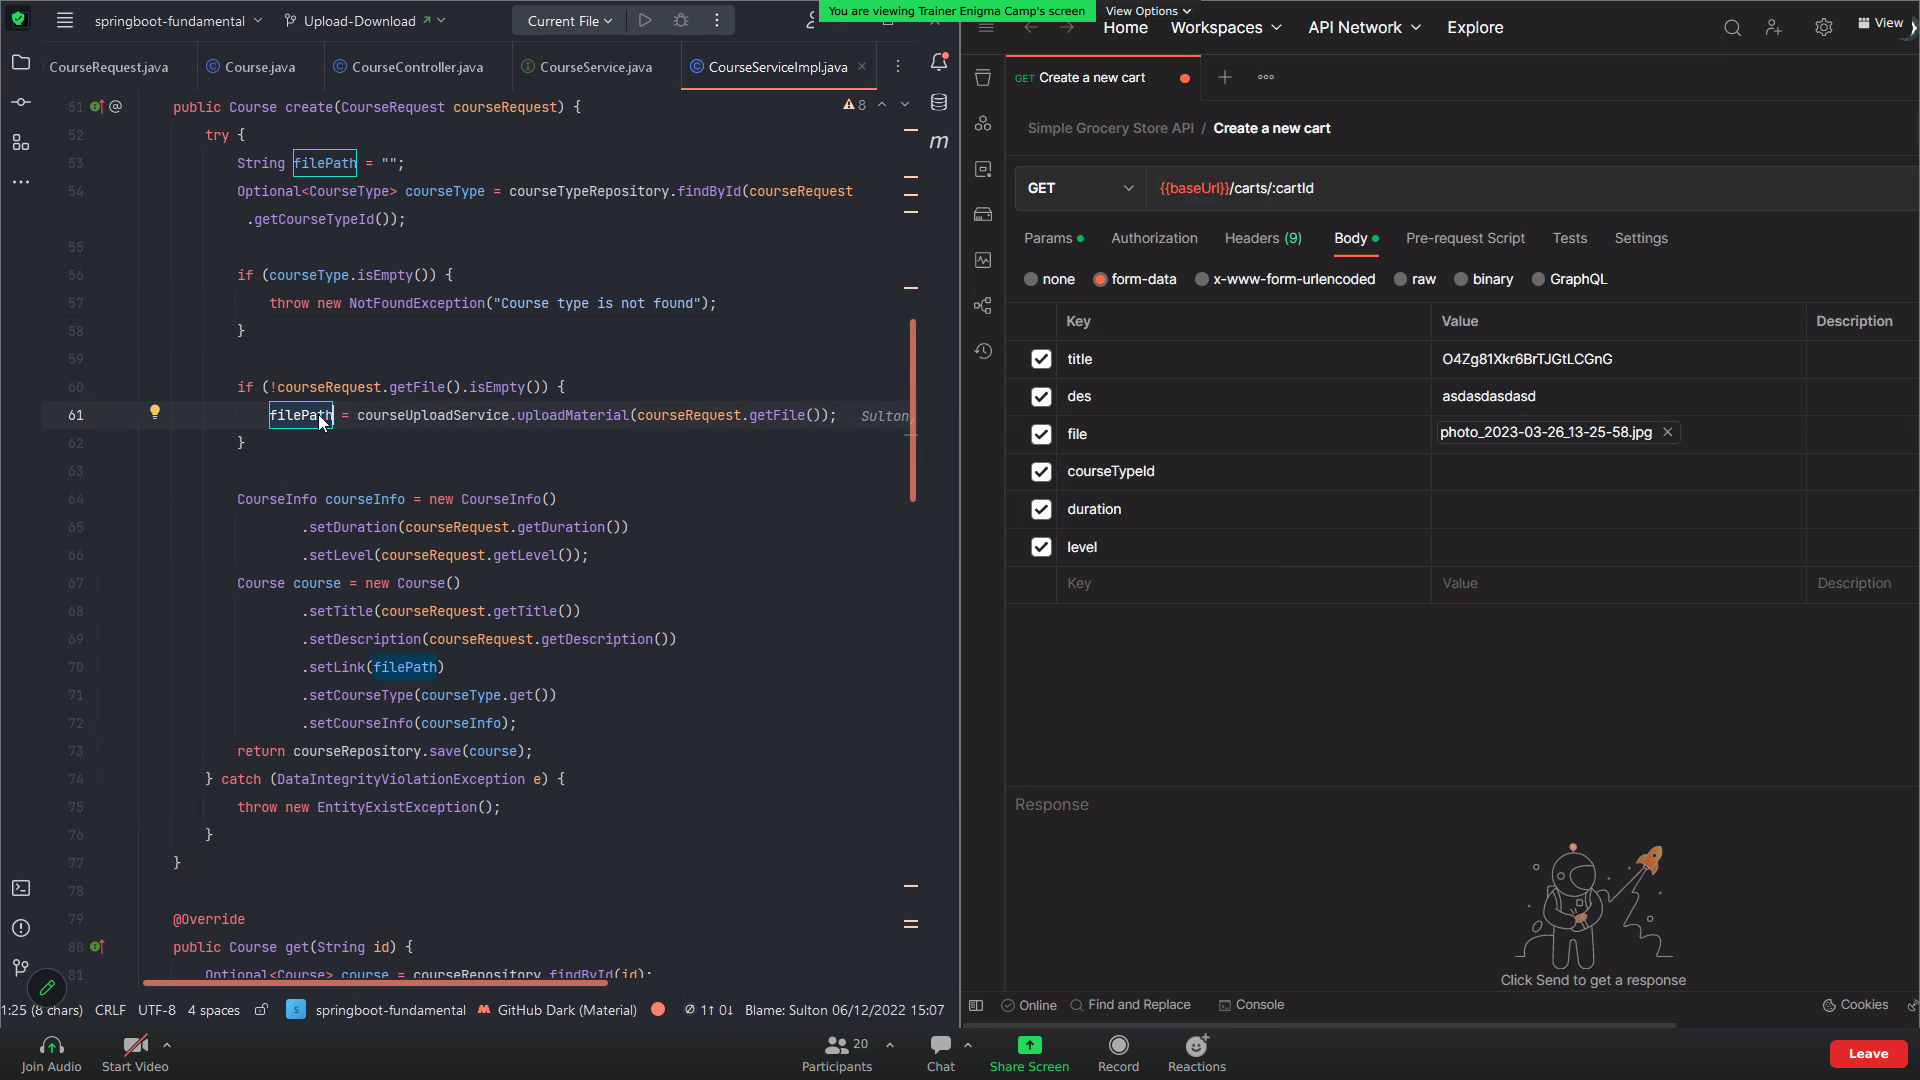 You are viewing Trainer Enigma Camp's screen
View Options
springboot-fundamental
Upload-Download
Current File
CourseRequest.java
Course.java
CourseController.java
CourseService.java
CourseServiceImpl.java
8
51 public Course create(CourseRequest courseRequest) {
52 try {
53 String filePath = "";
54 Optional<CourseType> courseType = courseTypeRepository.findById(courseRequest
.getCourseTypeId());
55
56 if (courseType.isEmpty()) {
57 throw new NotFoundException("Course type is not found");
58 }
59
60 if (!courseRequest.getFile().isEmpty()) {
61 filePath = courseUploadService.uploadMaterial(courseRequest.getFile()); Sulton,
62 }
63
64 CourseInfo courseInfo = new CourseInfo()
65 .setDuration(courseRequest.getDuration())
66 .setLevel(courseRequest.getLevel());
67 Course course = new Course()
68 .setTitle(courseRequest.getTitle())
69 .setDescription(courseRequest.getDescription())
70 .setLink(filePath)
71 .setCourseType(courseType.get())
72 .setCourseInfo(courseInfo);
73 return courseRepository.save(course);
74 } catch (DataIntegrityViolationException e) {
75 throw new EntityExistException();
76 }
77 }
78
79 @Override
80 public Course get(String id) {
81 Optional<Course> course = courseRepository.findById(id);
1:25 (8 chars) CRLF UTF-8 4 spaces springboot-fundamental GitHub Dark (Material) 1↑ 0↓ Blame: Sulton 06/12/2022 15:07
Home Workspaces API Network Explore
View
GET Create a new cart
Simple Grocery Store API / Create a new cart
GET {{baseUrl}}/carts/:cartId
Params Authorization Headers (9) Body Pre-request Script Tests Settings
none form-data x-www-form-urlencoded raw binary GraphQL
Key Value Description
title O4Zg81Xkr6BrTJGtLCGnG
des asdasdasdasd
file photo_2023-03-26_13-25-58.jpg
courseTypeId
duration
level
Key Value Description
Response
Click Send to get a response
Online Find and Replace Console Cookies
Join Audio Start Video Participants 20 Chat Share Screen Record Reactions Leave